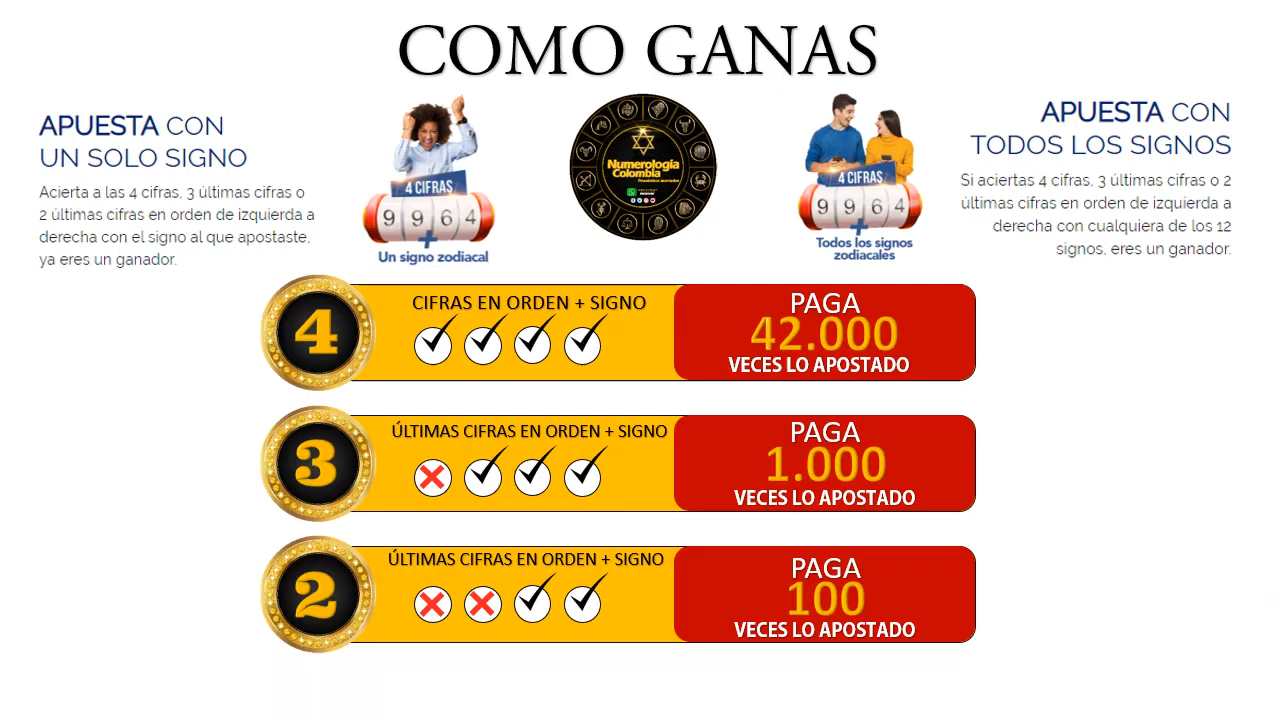 COMO GANAS
APUESTA CON
UN SOLO SIGNO
Acierta a las 4 cifras, 3 últimas cifras o
2 últimas cifras en orden de izquierda a
derecha con el signo al que apostaste,
ya eres un ganador.
4 CIFRAS
9 9 6 4
+
Un signo zodiacal
Numerología
Colombia
Pronósticos acertados
4 CIFRAS
9 9 6 4
+
Todos los signos
zodiacales
APUESTA CON
TODOS LOS SIGNOS
Si aciertas 4 cifras, 3 últimas cifras o 2
últimas cifras en orden de izquierda a
derecha con cualquiera de los 12
signos, eres un ganador.
4
CIFRAS EN ORDEN + SIGNO
PAGA
42.000
VECES LO APOSTADO
3
ÚLTIMAS CIFRAS EN ORDEN + SIGNO
PAGA
1.000
VECES LO APOSTADO
2
ÚLTIMAS CIFRAS EN ORDEN + SIGNO
PAGA
100
VECES LO APOSTADO